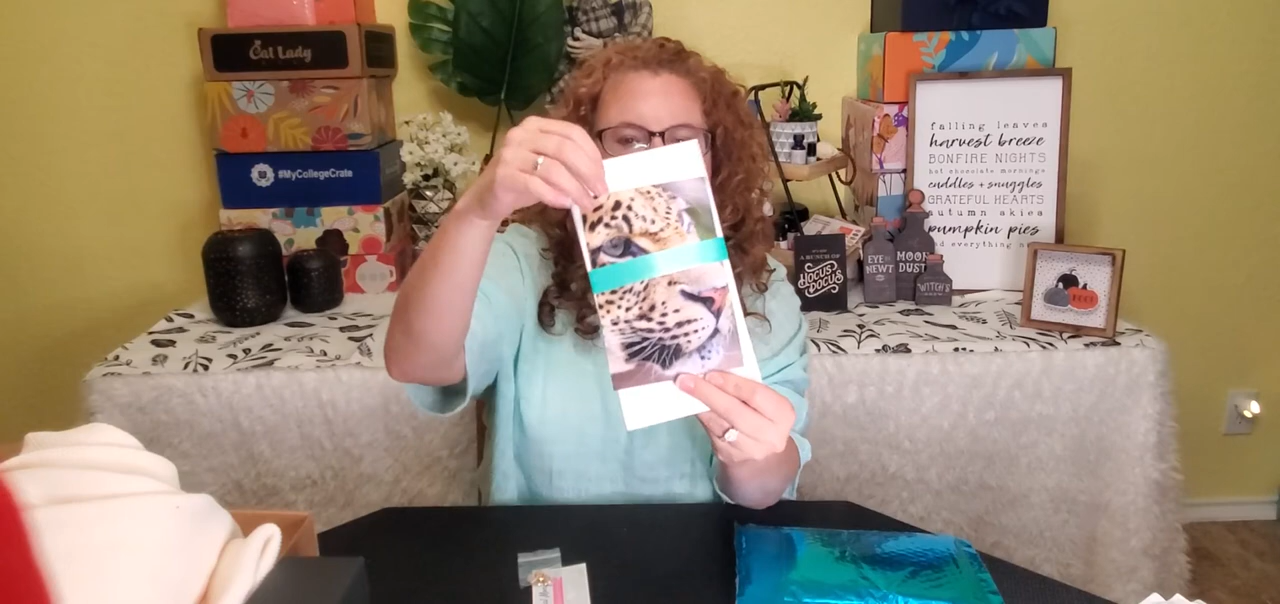 Cat Lady
#MyCollegeCrate
falling leaves
harvest breeze
BONFIRE NIGHTS
hot chocolate mornings
cuddles + snuggles
GRATEFUL HEARTS
autumn skies
pumpkin pies
and everything
A BUNCH OF
HOCUS
POCUS
EYE
NEWT
MOON
DUST
WITCH'S
BOO